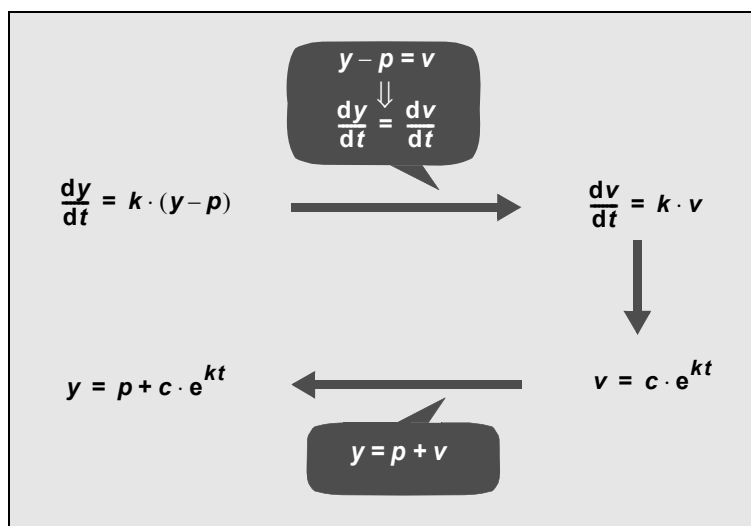 y – p = v
⇓
dy/dt = dv/dt
dy/dt = k · (y – p)
dv/dt = k · v
y = p + c · e^kt
v = c · e^kt
y = p + v